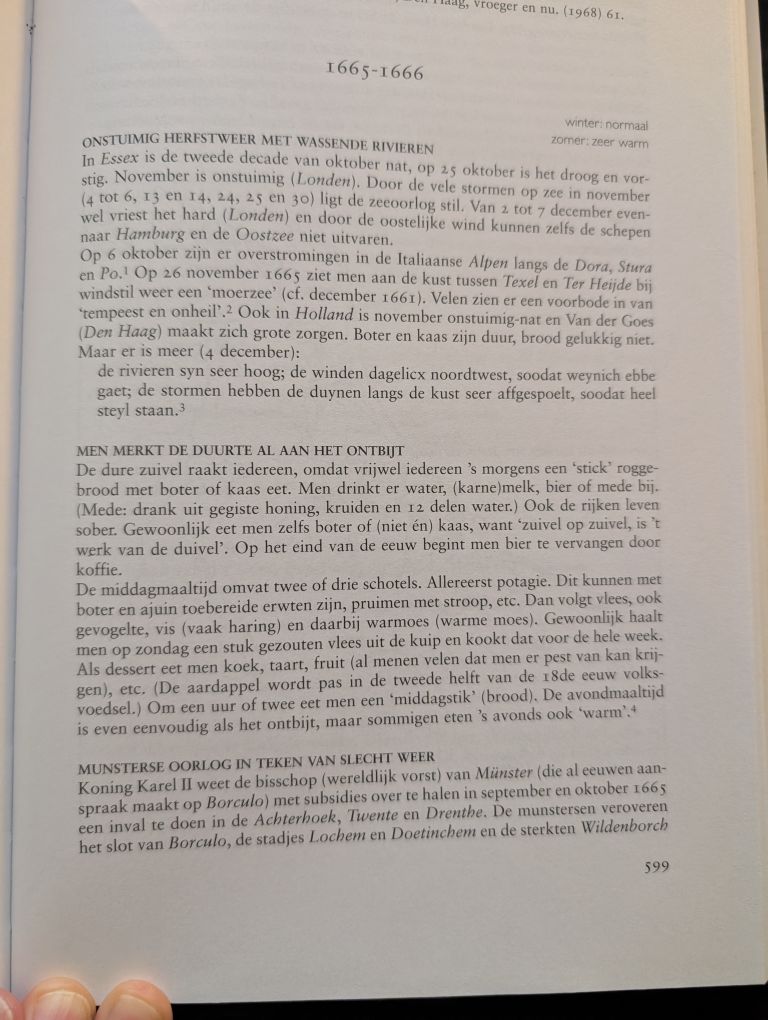 Haag, vroeger en nu. (1968) 61.
1665-1666
winter: normaal
zomer: zeer warm
ONSTUIMIG HERFSTWEER MET WASSENDE RIVIEREN
In Essex is de tweede decade van oktober nat, op 25 oktober is het droog en vor-
stig. November is onstuimig (Londen). Door de vele stormen op zee in november
(4 tot 6, 13 en 14, 24, 25 en 30) ligt de zeeoorlog stil. Van 2 tot 7 december even-
wel vriest het hard (Londen) en door de oostelijke wind kunnen zelfs de schepen
naar Hamburg en de Oostzee niet uitvaren.
Op 6 oktober zijn er overstromingen in de Italiaanse Alpen langs de Dora, Stura
en Po.¹ Op 26 november 1665 ziet men aan de kust tussen Texel en Ter Heijde bij
windstil weer een ‘moerzee’ (cf. december 1661). Velen zien er een voorbode in van
‘tempeest en onheil’.² Ook in Holland is november onstuimig-nat en Van der Goes
(Den Haag) maakt zich grote zorgen. Boter en kaas zijn duur, brood gelukkig niet.
Maar er is meer (4 december):
de rivieren syn seer hoog; de winden dagelicx noordtwest, soodat weynich ebbe
gaet; de stormen hebben de duynen langs de kust seer affgespoelt, soodat heel
steyl staan.³
MEN MERKT DE DUURTE AL AAN HET ONTBIJT
De dure zuivel raakt iedereen, omdat vrijwel iedereen ’s morgens een ‘stick’ rogge-
brood met boter of kaas eet. Men drinkt er water, (karne)melk, bier of mede bij.
(Mede: drank uit gegiste honing, kruiden en 12 delen water.) Ook de rijken leven
sober. Gewoonlijk eet men zelfs boter of (niet én) kaas, want ‘zuivel op zuivel, is ’t
werk van de duivel’. Op het eind van de eeuw begint men bier te vervangen door
koffie.
De middagmaaltijd omvat twee of drie schotels. Allereerst potagie. Dit kunnen met
boter en ajuin toebereide erwten zijn, pruimen met stroop, etc. Dan volgt vlees, ook
gevogelte, vis (vaak haring) en daarbij warmoes (warme moes). Gewoonlijk haalt
men op zondag een stuk gezouten vlees uit de kuip en kookt dat voor de hele week.
Als dessert eet men koek, taart, fruit (al menen velen dat men er pest van kan krij-
gen), etc. (De aardappel wordt pas in de tweede helft van de 18de eeuw volks-
voedsel.) Om een uur of twee eet men een ‘middagstik’ (brood). De avondmaaltijd
is even eenvoudig als het ontbijt, maar sommigen eten ’s avonds ook ‘warm’.⁴
MUNSTERSE OORLOG IN TEKEN VAN SLECHT WEER
Koning Karel II weet de bisschop (wereldlijk vorst) van Münster (die al eeuwen aan-
spraak maakt op Borculo) met subsidies over te halen in september en oktober 1665
een inval te doen in de Achterhoek, Twente en Drenthe. De munstersen veroveren
het slot van Borculo, de stadjes Lochem en Doetinchem en de sterkten Wildenborch
599